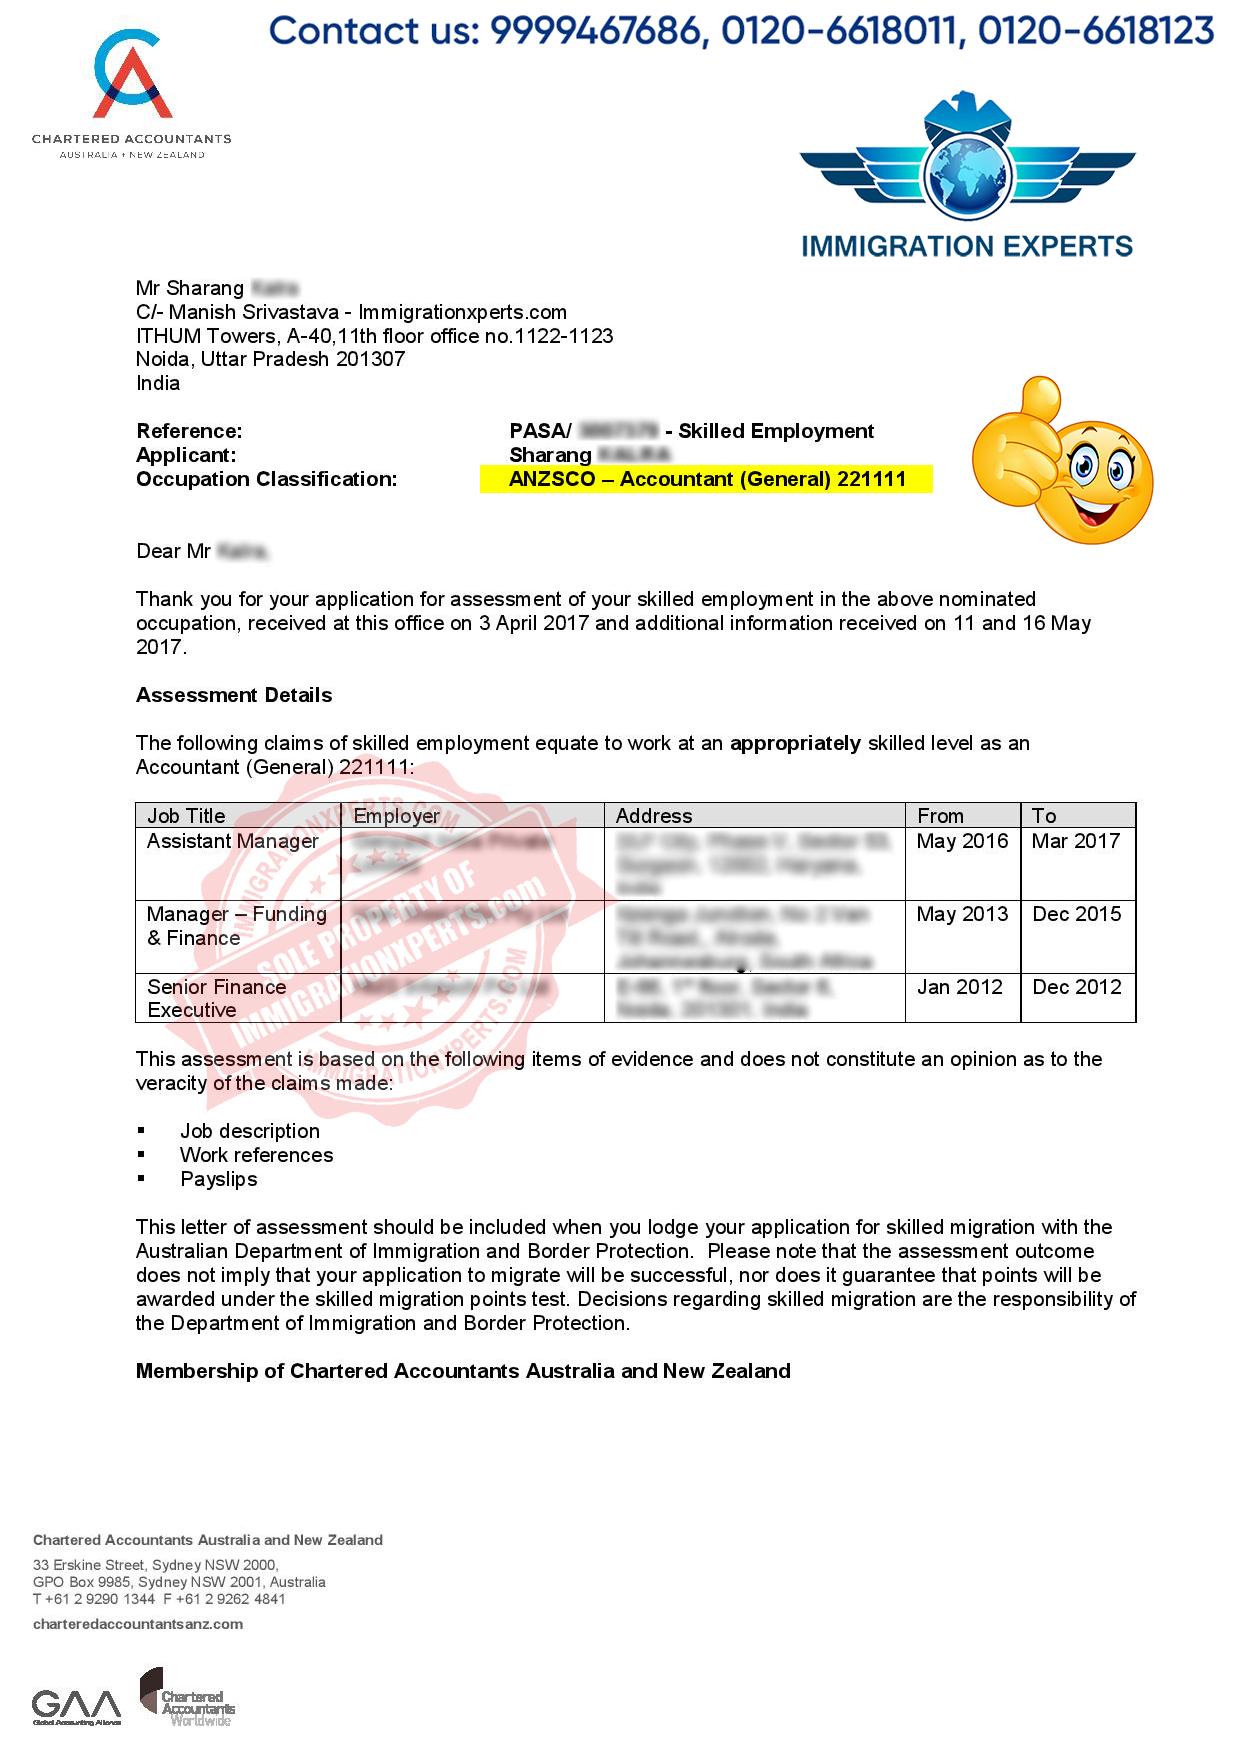 Contact us: 9999467686, 0120-6618011, 0120-6618123
CHARTERED ACCOUNTANTS
AUSTRALIA + NEW ZEALAND
IMMIGRATION EXPERTS
Mr Sharang
C/- Manish Srivastava - Immigrationxperts.com
ITHUM Towers, A-40,11th floor office no.1122-1123
Noida, Uttar Pradesh 201307
India
Reference: PASA/ - Skilled Employment
Applicant: Sharang
Occupation Classification: ANZSCO – Accountant (General) 221111
Dear Mr
Thank you for your application for assessment of your skilled employment in the above nominated
occupation, received at this office on 3 April 2017 and additional information received on 11 and 16 May
2017.
Assessment Details
The following claims of skilled employment equate to work at an appropriately skilled level as an
Accountant (General) 221111:
Job Title Employer Address From To
Assistant Manager May 2016 Mar 2017
Manager – Funding May 2013 Dec 2015
& Finance
Senior Finance Jan 2012 Dec 2012
Executive
IMMIGRATIONXPERTS.COM
SOLE PROPERTY OF
IMMIGRATIONXPERTS.com
IMMIGRATIONXPERTS.COM
This assessment is based on the following items of evidence and does not constitute an opinion as to the
veracity of the claims made:
▪ Job description
▪ Work references
▪ Payslips
This letter of assessment should be included when you lodge your application for skilled migration with the
Australian Department of Immigration and Border Protection. Please note that the assessment outcome
does not imply that your application to migrate will be successful, nor does it guarantee that points will be
awarded under the skilled migration points test. Decisions regarding skilled migration are the responsibility of
the Department of Immigration and Border Protection.
Membership of Chartered Accountants Australia and New Zealand
Chartered Accountants Australia and New Zealand
33 Erskine Street, Sydney NSW 2000,
GPO Box 9985, Sydney NSW 2001, Australia
T +61 2 9290 1344 F +61 2 9262 4841
charteredaccountantsanz.com
GAA
Global Accounting Alliance
Chartered
Accountants
Worldwide